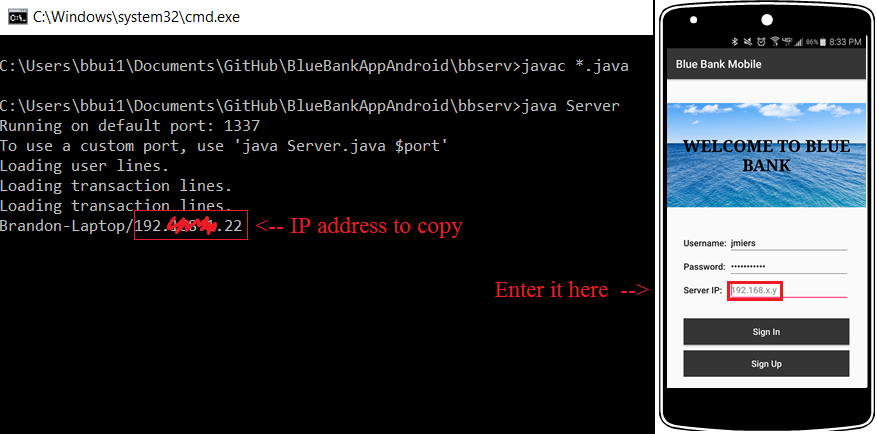 C:\Windows\system32\cmd.exe
C:\Users\bbui1\Documents\GitHub\BlueBankAppAndroid\bbserv>javac *.java
C:\Users\bbui1\Documents\GitHub\BlueBankAppAndroid\bbserv>java Server
Running on default port: 1337
To use a custom port, use 'java Server.java $port'
Loading user lines.
Loading transaction lines.
Loading transaction lines.
Brandon-Laptop/192. .22 <-- IP address to copy
Enter it here -->
86% 8:33 PM
Blue Bank Mobile
WELCOME TO BLUE
BANK
Username: jmiers
Password: •••••••••••
Server IP: 192.168.x.y
Sign In
Sign Up